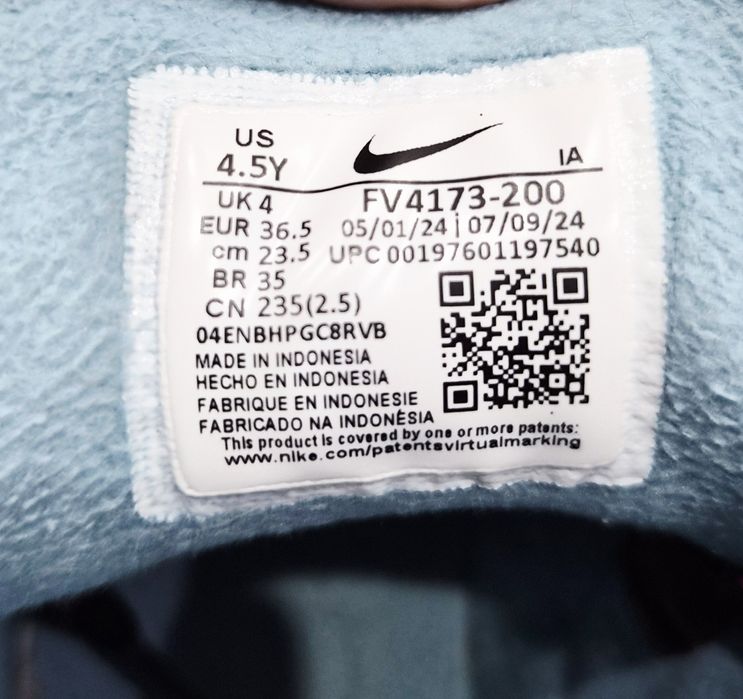 US
4.5Y
IA
UK 4
FV4173-200
EUR 36.5
05/01/24 | 07/09/24
cm 23.5
UPC 00197601197540
BR 35
CN 235(2.5)
04ENBHPGC8RVB
MADE IN INDONESIA
HECHO EN INDONESIA
FABRIQUE EN INDONESIE
FABRICADO NA INDONÉSIA
This product is covered by one or more patents:
www.nike.com/patentsvirtualmarking